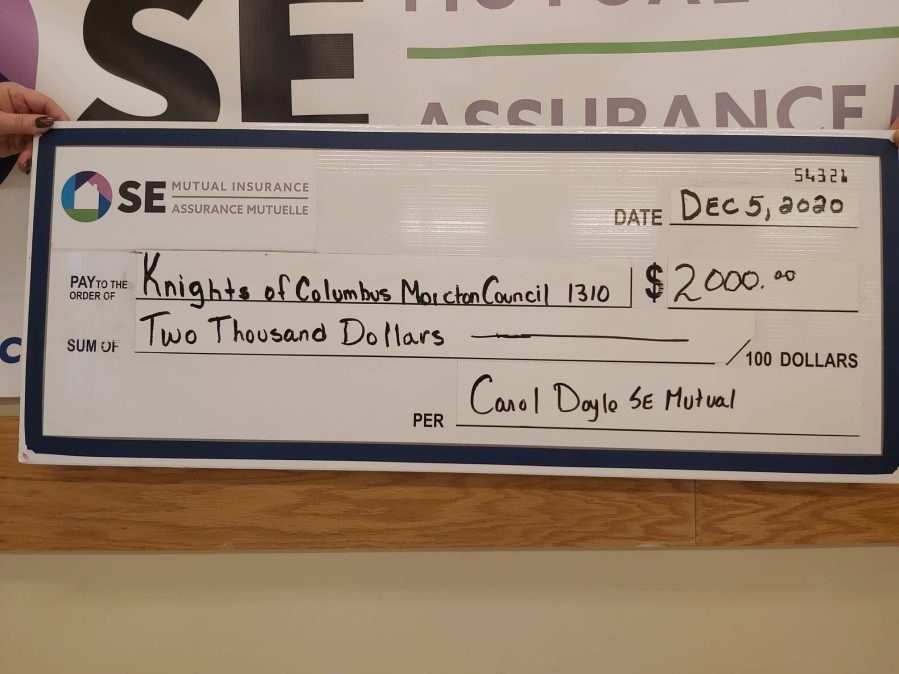 SE
MUTUAL
ASSURANCE
SE MUTUAL INSURANCE
ASSURANCE MUTUELLE
54321
DATE DEC 5, 2020
PAY TO THE
ORDER OF Knights of Columbus Moncton Council 1310 $ 2000.00
SUM OF Two Thousand Dollars /100 DOLLARS
PER Carol Doyle SE Mutual